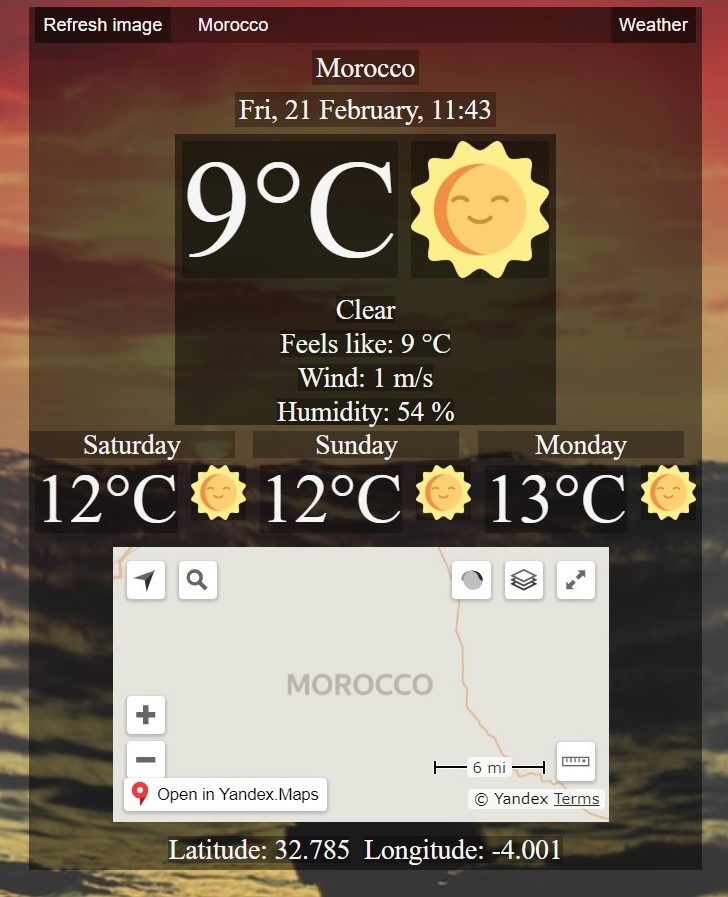 Refresh image Morocco Weather
Morocco
Fri, 21 February, 11:43
9°C
Clear
Feels like: 9 °C
Wind: 1 m/s
Humidity: 54 %
Saturday Sunday Monday
12°C 12°C 13°C
MOROCCO
6 mi
Open in Yandex.Maps
© Yandex Terms
Latitude: 32.785 Longitude: -4.001